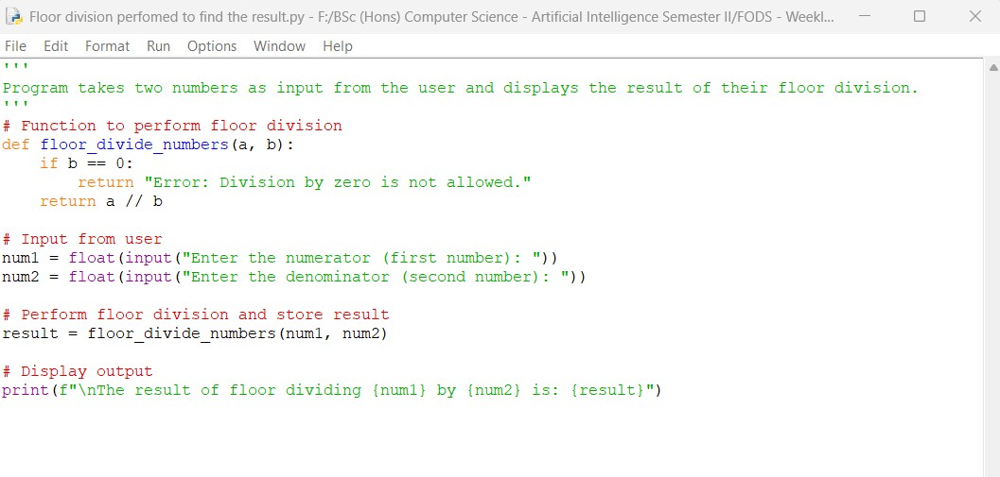 Floor division perfomed to find the result.py - F:/BSc (Hons) Computer Science - Artificial Intelligence Semester II/FODS - Weekl...
File Edit Format Run Options Window Help
'''
Program takes two numbers as input from the user and displays the result of their floor division.
'''
# Function to perform floor division
def floor_divide_numbers(a, b):
    if b == 0:
        return "Error: Division by zero is not allowed."
    return a // b

# Input from user
num1 = float(input("Enter the numerator (first number): "))
num2 = float(input("Enter the denominator (second number): "))

# Perform floor division and store result
result = floor_divide_numbers(num1, num2)

# Display output
print(f"\nThe result of floor dividing {num1} by {num2} is: {result}")